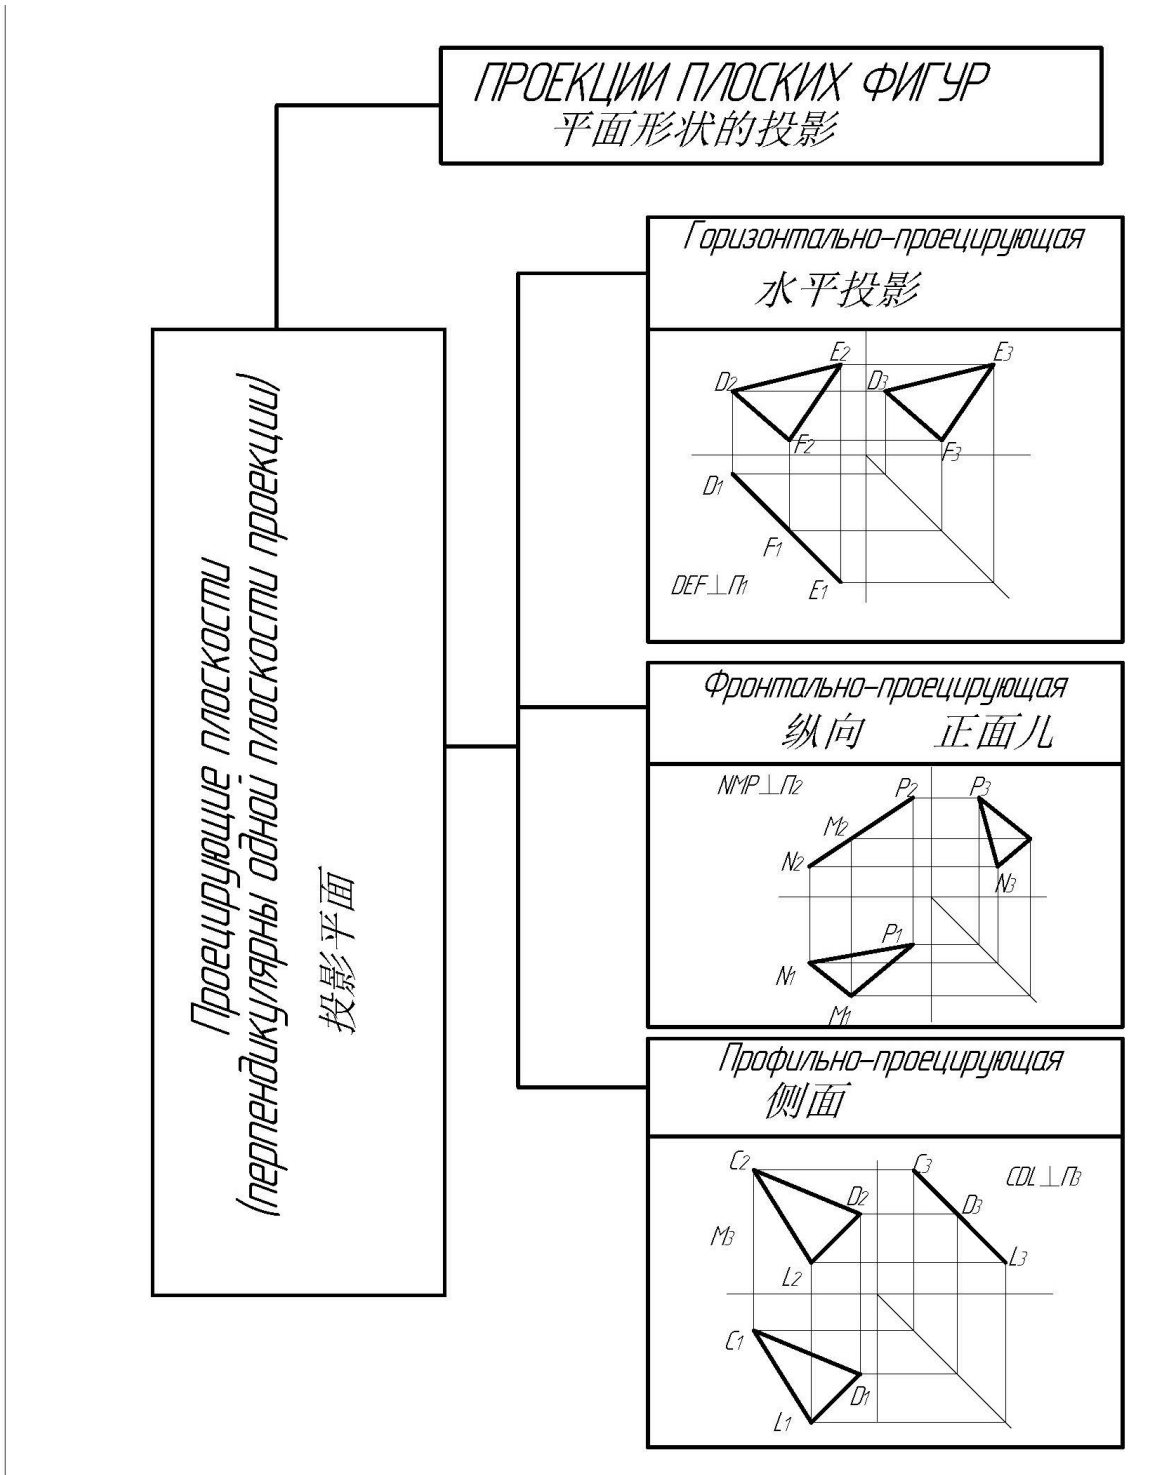 ПРОЕКЦИИ ПЛОСКИХ ФИГУР
平面形状的投影
Проецирующие плоскости
(перпендикулярны одной плоскости проекции)
投影平面
Горизонтально-проецирующая
水平投影
E2
E3
D2
D3
F2
F3
D1
F1
E1
DEF⊥П1
Фронтально-проецирующая
纵向 正面儿
NMP⊥П2
P2
P3
M2
N2
N3
P1
N1
M1
Профильно-проецирующая
侧面
C2
C3
CDL⊥П3
D2
D3
M3
L2
L3
C1
D1
L1